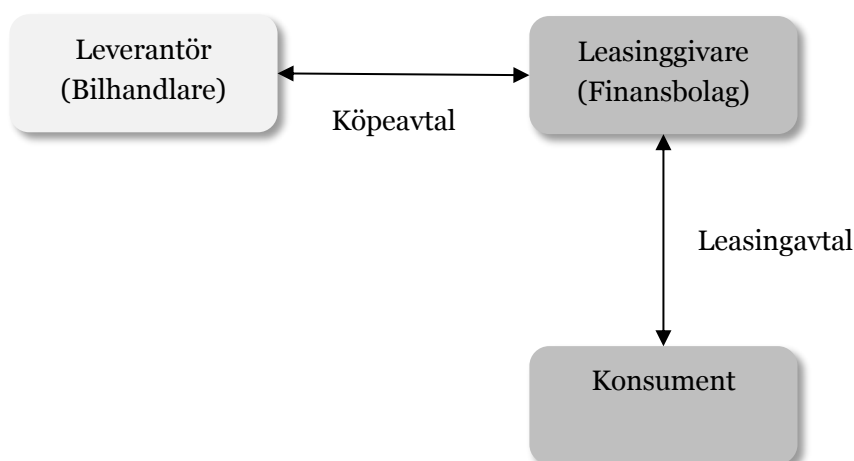 Leverantör
(Bilhandlare)
Leasinggivare
(Finansbolag)
Köpeavtal
Leasingavtal
Konsument